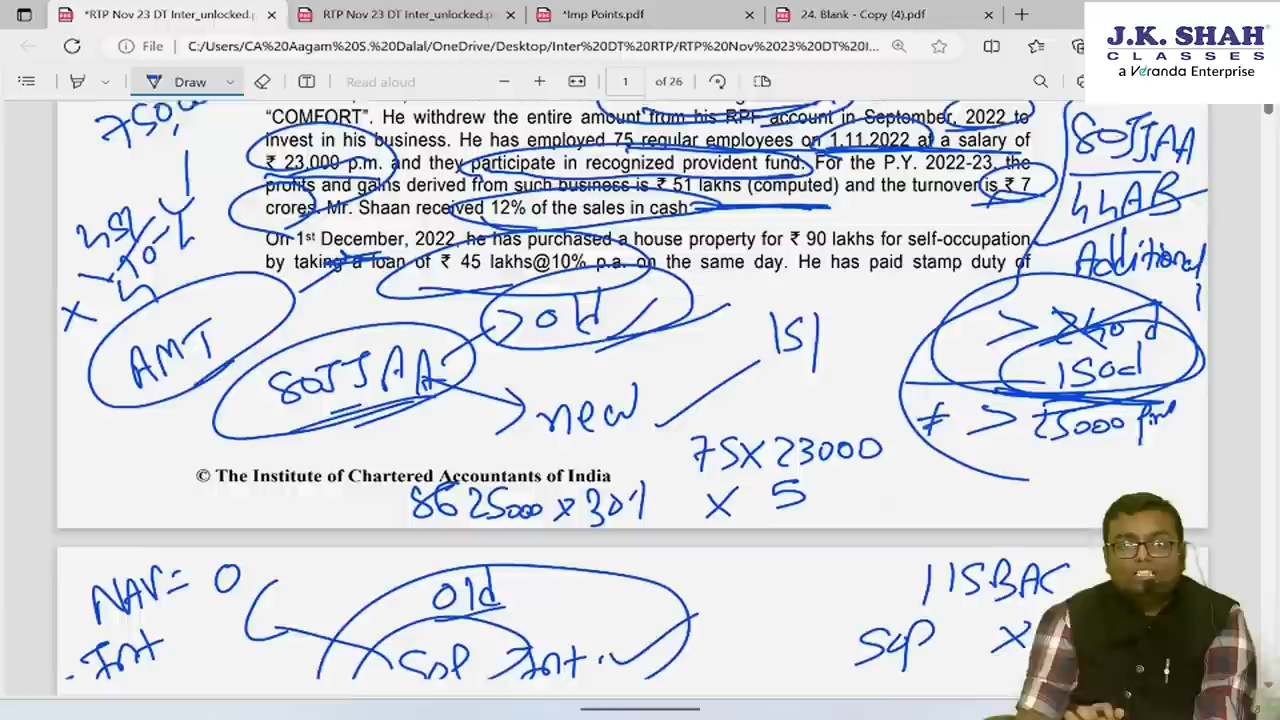 *RTP Nov 23 DT Inter_unlocked.p
RTP Nov 23 DT Inter_unlocked.p
*Imp Points.pdf
24. Blank - Copy (4).pdf
J.K. SHAH®
CLASSES
a Veranda Enterprise
File
C:/Users/CA%20Aagam%20S.%20Dalal/OneDrive/Desktop/Inter%20DT%20RTP/RTP%20Nov%202023%20DT%20I...
Draw
Read aloud
1 of 26
"COMFORT". He withdrew the entire amount from his RPF account in September, 2022 to
invest in his business. He has employed 75 regular employees on 1.11.2022 at a salary of
₹ 23,000 p.m. and they participate in recognized provident fund. For the P.Y. 2022-23, the
profits and gains derived from such business is ₹ 51 lakhs (computed) and the turnover is ₹ 7
crores. Mr. Shaan received 12% of the sales in cash
On 1st December, 2022, he has purchased a house property for ₹ 90 lakhs for self-occupation
by taking a loan of ₹ 45 lakhs@10% p.a. on the same day. He has paid stamp duty of
80JJAA
44AB
Additional
> 240d
150d
≠ > 25000 pm
AMT
80JJAA
> old
new
151
75 x 23000
x 5
8625000 x 30%
© The Institute of Chartered Accountants of India
NAV = 0
Int
old
SOP Int.
115BAC
SOP X